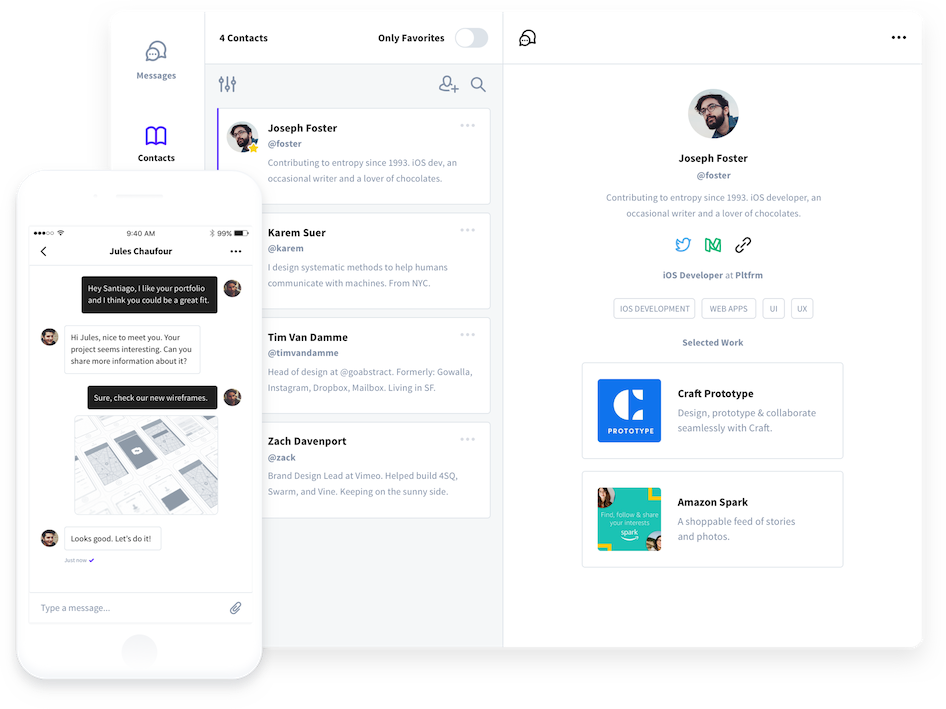 Messages
Contacts
4 Contacts
Only Favorites
Joseph Foster
@foster
Contributing to entropy since 1993. iOS dev, an
occasional writer and a lover of chocolates.
Karem Suer
@karem
I design systematic methods to help humans
communicate with machines. From NYC.
Tim Van Damme
@timvandamme
Head of design at @goabstract. Formerly: Gowalla,
Instagram, Dropbox, Mailbox. Living in SF.
Zach Davenport
@zack
Brand Design Lead at Vimeo. Helped build 4SQ,
Swarm, and Vine. Keeping on the sunny side.
Joseph Foster
@foster
Contributing to entropy since 1993. iOS developer, an
occasional writer and a lover of chocolates.
iOS Developer at Pltfrm
IOS DEVELOPMENT
WEB APPS
UI
UX
Selected Work
PROTOTYPE
Craft Prototype
Design, prototype & collaborate
seamlessly with Craft.
Find, follow & share
your interests
spark
Amazon Spark
A shoppable feed of stories
and photos.
9:40 AM
99%
Jules Chaufour
Hey Santiago, I like your portfolio
and I think you could be a great fit.
Hi Jules, nice to meet you. Your
project seems interesting. Can you
share more information about it?
Sure, check our new wireframes.
Looks good. Let's do it!
Just now
Type a message...